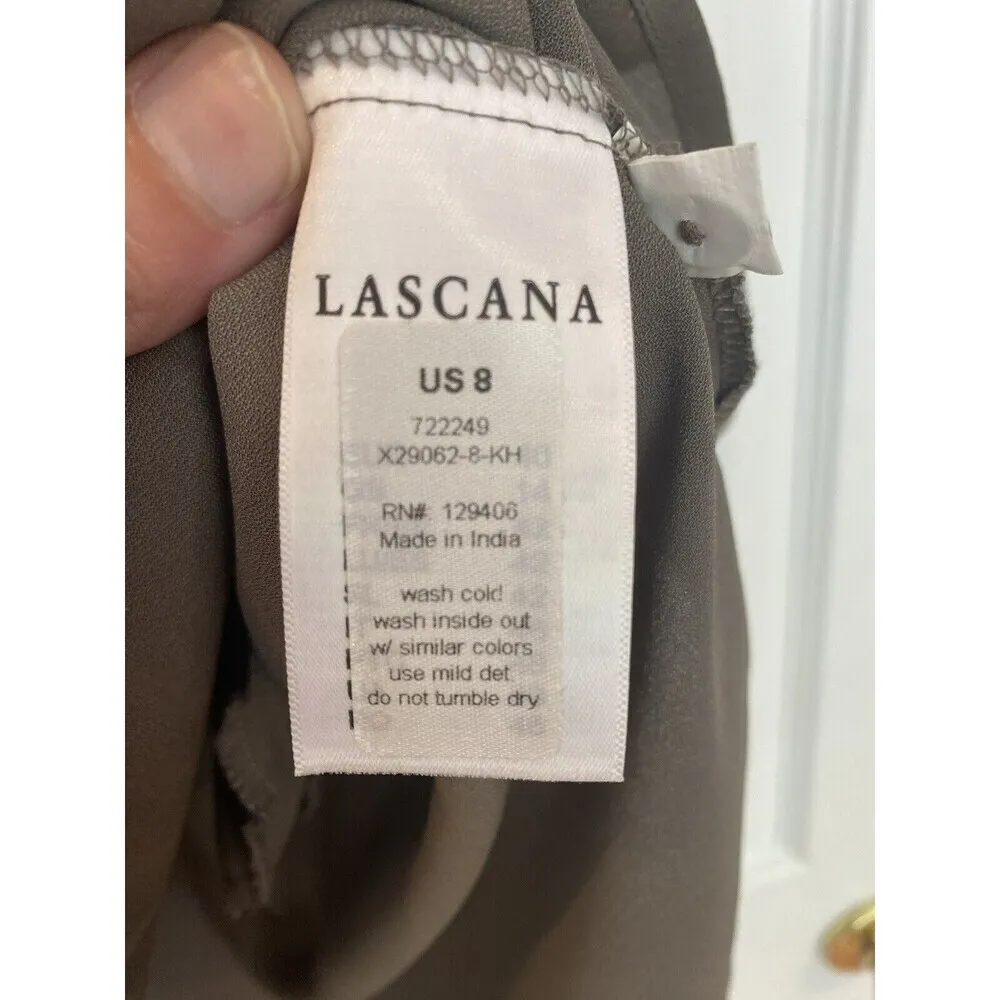 LASCANA
US 8
722249
X29062-8-KH
RN# 129406
Made in India
wash cold
wash inside out
w/ similar colors
use mild det.
do not tumble dry